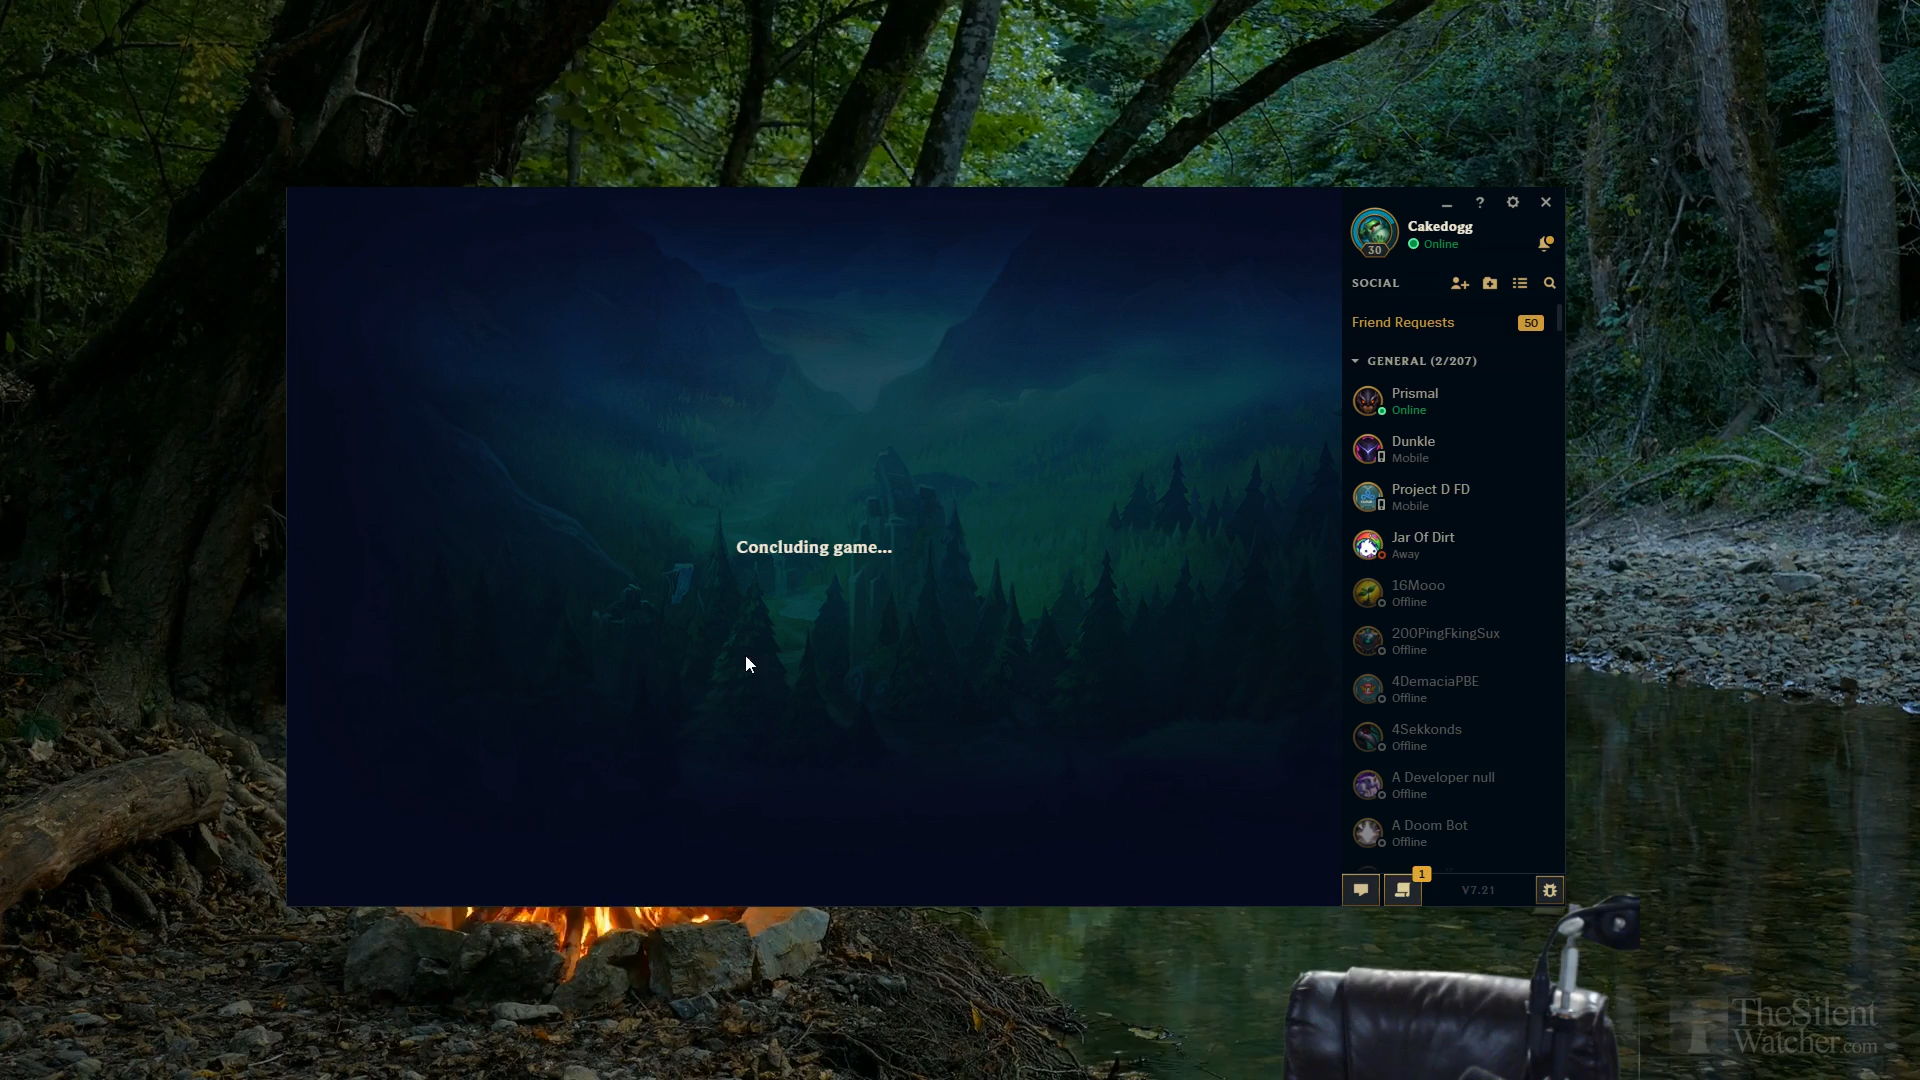 ?
Cakedogg
30
Online
SOCIAL
Friend Requests
50
GENERAL (2/207)
Prismal
Online
Dunkle
Mobile
Project D FD
Mobile
Concluding game...
Jar Of Dirt
Away
16Mooo
Offline
200PingFkingSux
Offline
4DemaciaPBE
Offline
4Sekkonds
Offline
A Developer null
Offline
A Doom Bot
Offline
1
V7.21
TheSilent
Watcher.com